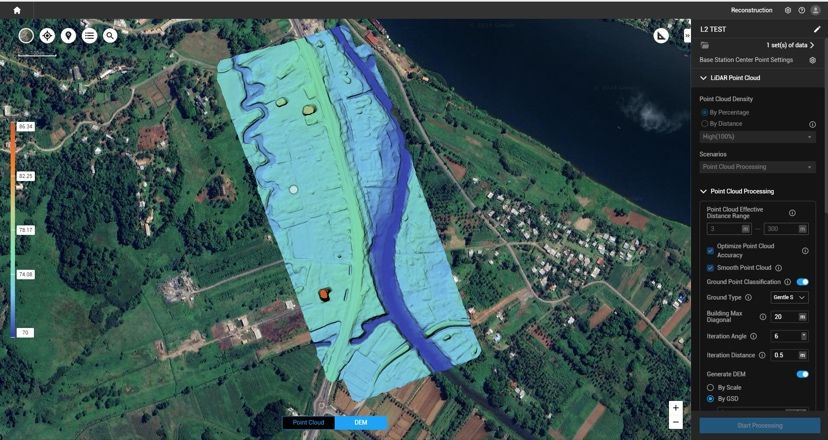 Reconstruction
L2 TEST
1 set(s) of data
Base Station Center Point Settings
LiDAR Point Cloud
Point Cloud Density
By Percentage
By Distance
High(100%)
Scenarios
Point Cloud Processing
Point Cloud Processing
Point Cloud Effective
Distance Range
3 m — 300 m
Optimize Point Cloud
Accuracy
Smooth Point Cloud
Ground Point Classification
Ground Type Gentle S
Building Max
Diagonal 20 m
Iteration Angle 6 °
Iteration Distance 0.5 m
Generate DEM
By Scale
By GSD
Start Processing
86.34
82.25
78.17
74.08
70
Point Cloud DEM
+
−